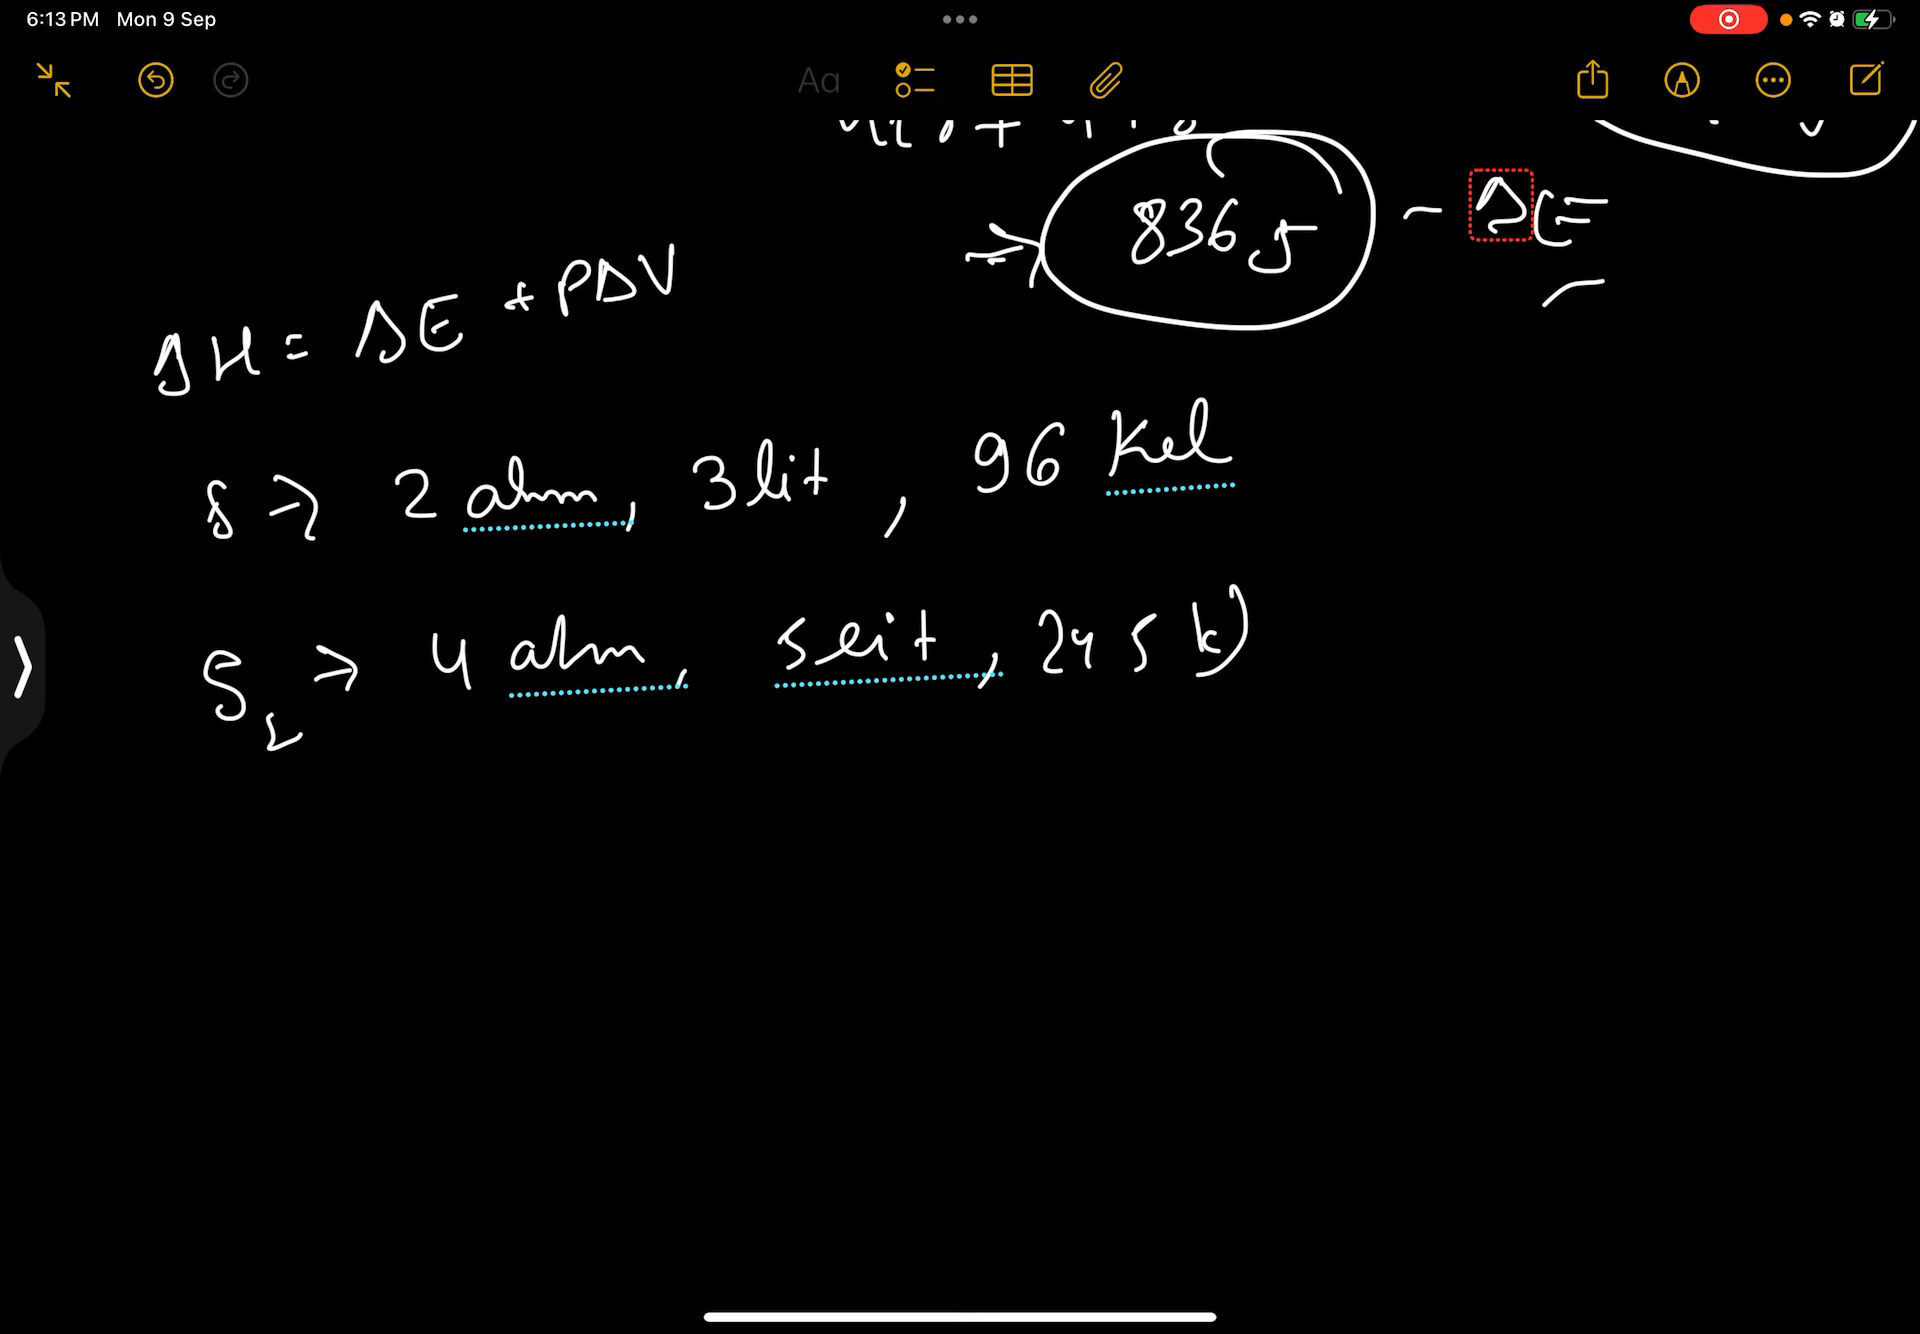 6:13 PM Mon 9 Sep
Aa
836 J - ΔE
ΔH = ΔE + PΔV
S → 2 atm, 3 lit, 96 Kel
S2 → 4 atm, 5 lit, 245 k)